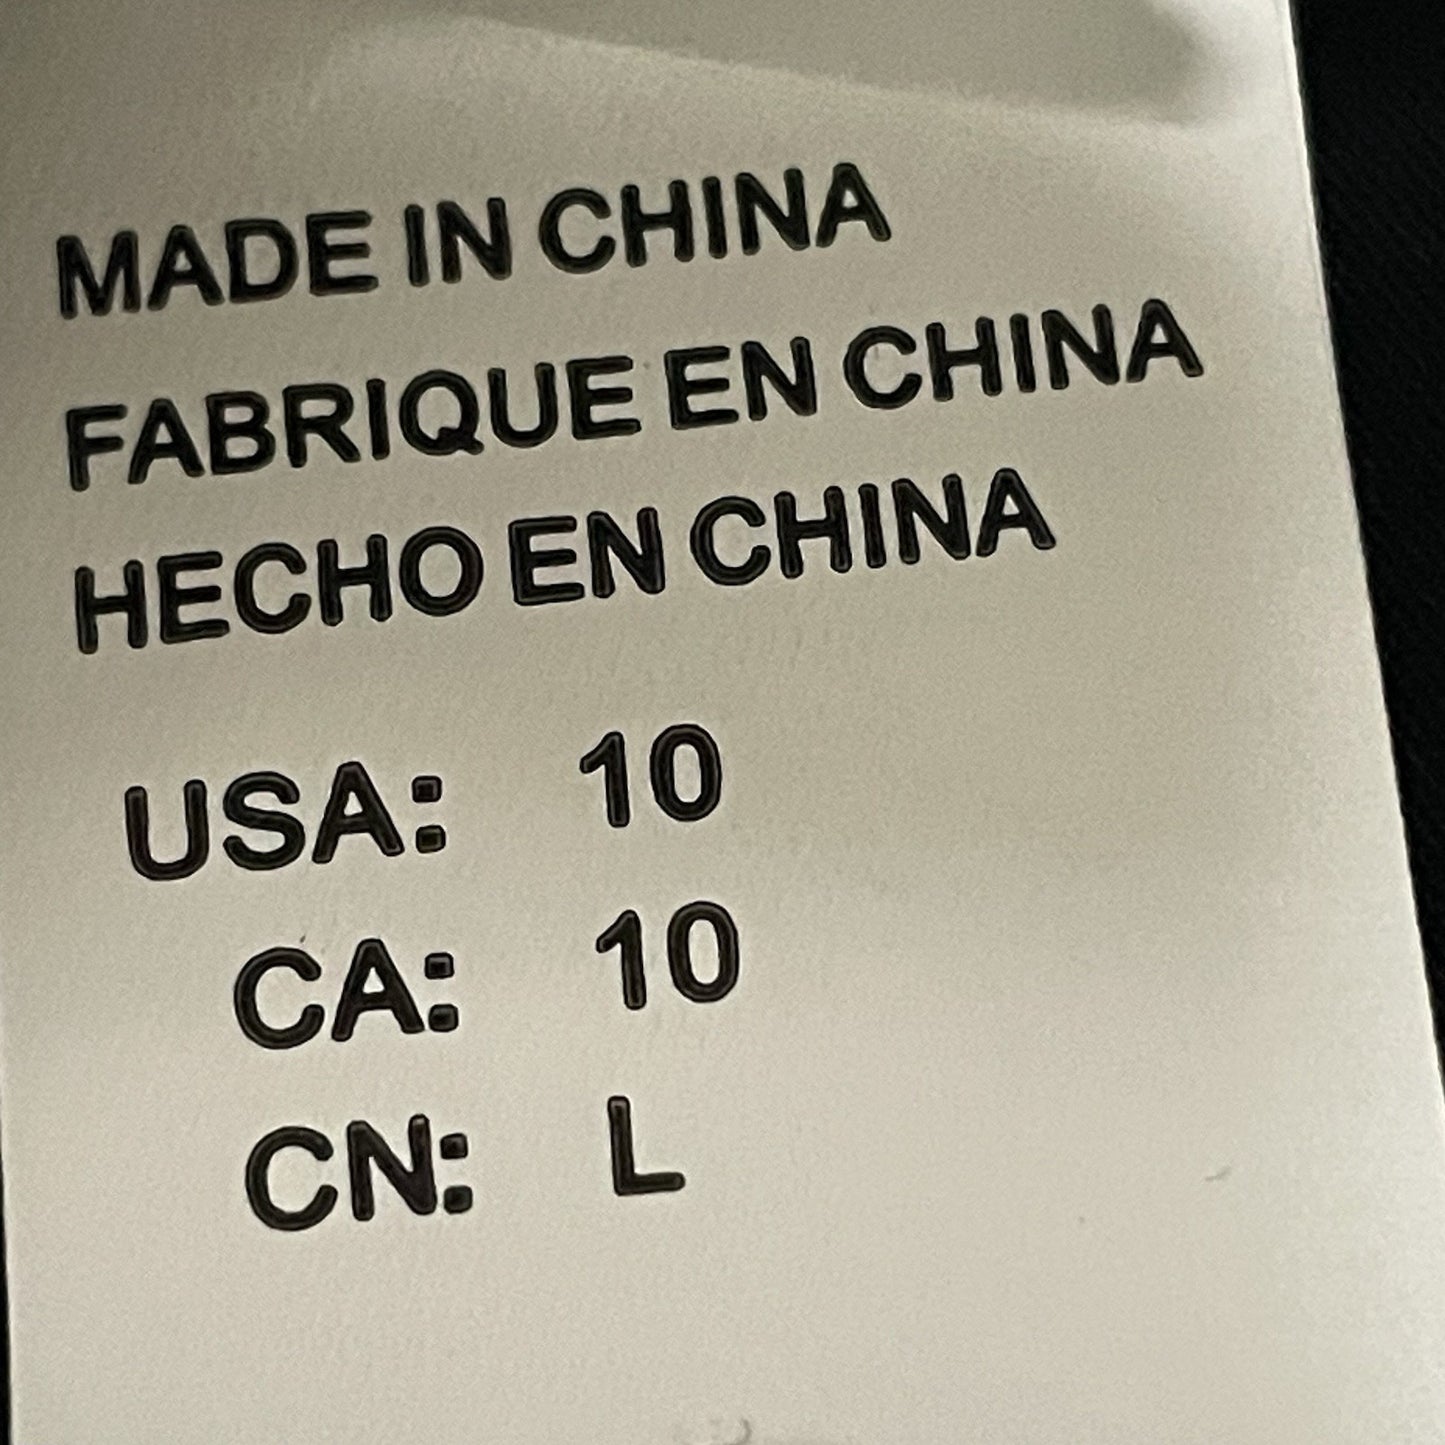 MADE IN CHINA
FABRIQUE EN CHINA
HECHO EN CHINA
USA: 10
CA: 10
CN: L